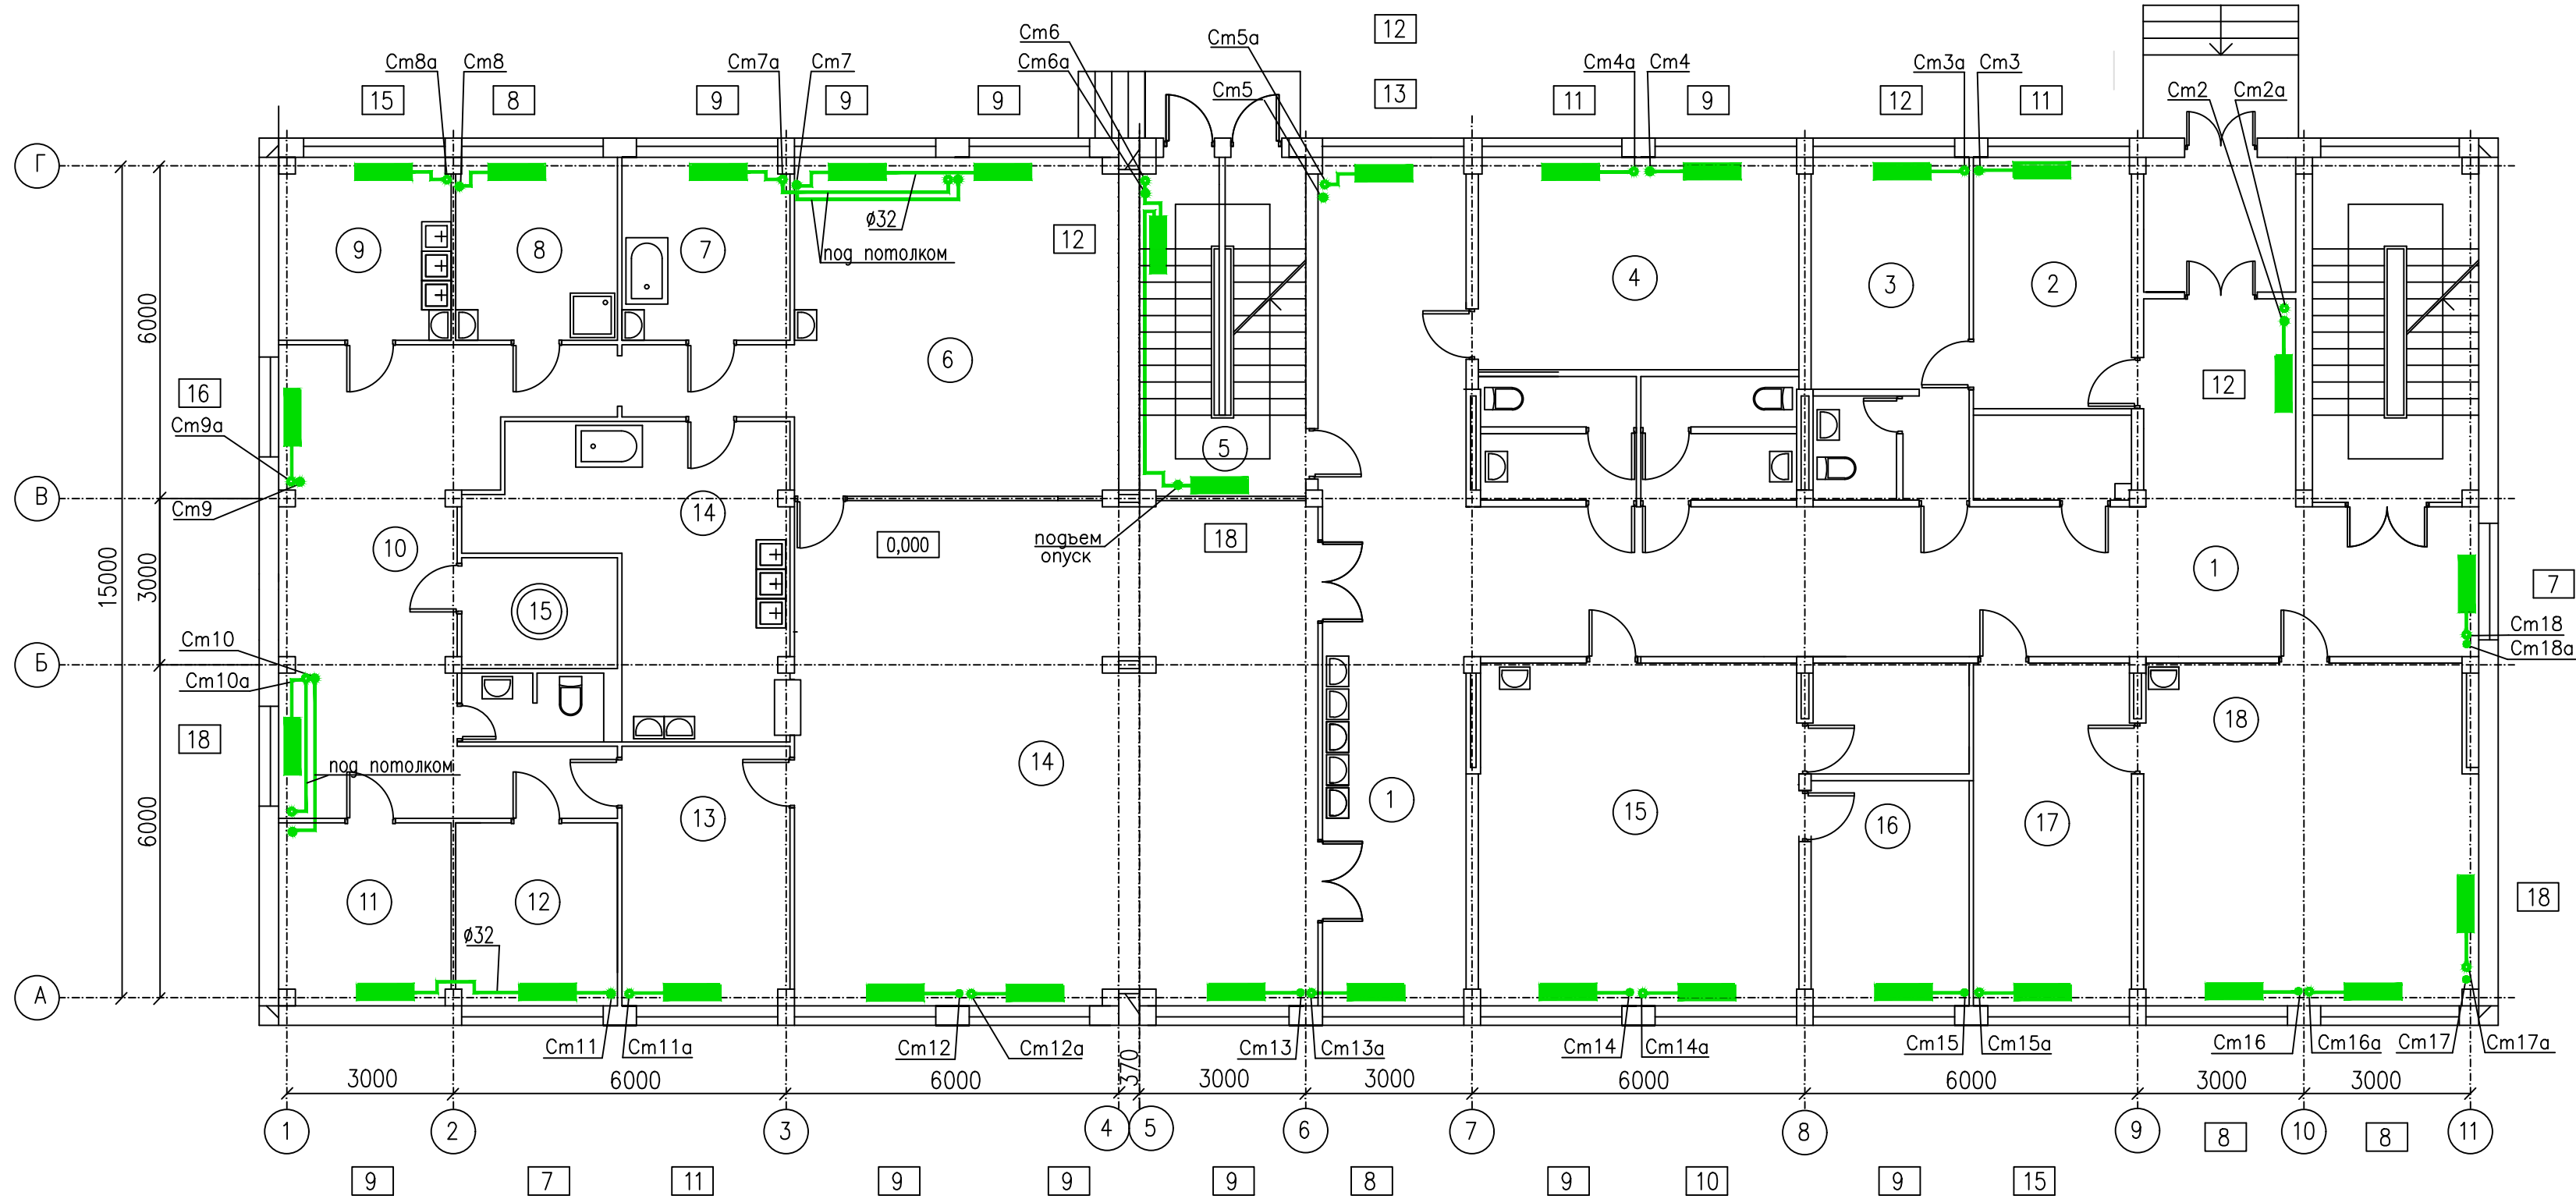 12
Ст6
Ст5а
Ст8а
Ст8
Ст7а
Ст7
Ст6а
Ст4а
Ст4
Ст3а
Ст3
15
8
9
9
9
Ст5
13
11
9
12
11
Ст2
Ст2а
Г
ø32
под потолком
12
9
8
7
6
4
3
2
6000
16
Ст9а
5
12
В
Ст9
14
10
0,000
подъем
опуск
18
15000
3000
15
1
7
Ст10
Ст18
Ст18а
Б
Ст10а
18
под потолком
14
18
6000
13
1
15
16
17
11
12
18
ø32
А
Ст11
Ст11а
Ст12
Ст12а
Ст13
Ст13а
Ст14
Ст14а
Ст15
Ст15а
Ст16
Ст16а
Ст17
Ст17а
3000
6000
6000
370
3000
3000
6000
6000
3000
3000
1
2
3
4
5
6
7
8
9
8
10
8
11
9
7
11
9
9
9
8
9
10
9
15